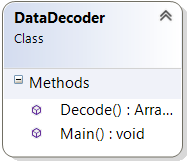 DataDecoder
Class
Methods
Decode() : Arra...
Main() : void